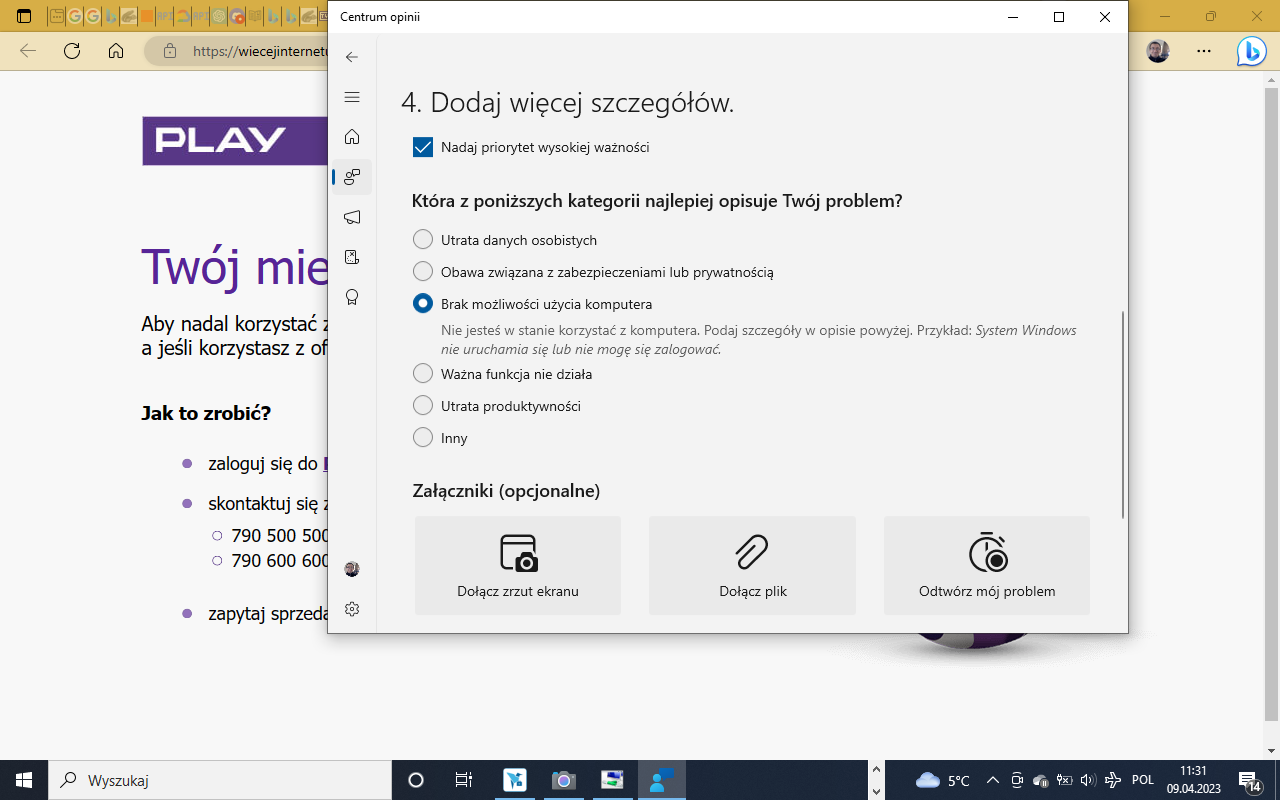 Centrum opinii
https://wiecejinternetu
PLAY
4. Dodaj więcej szczegółów.
Nadaj priorytet wysokiej ważności
Która z poniższych kategorii najlepiej opisuje Twój problem?
Utrata danych osobistych
Obawa związana z zabezpieczeniami lub prywatnością
Brak możliwości użycia komputera
Nie jesteś w stanie korzystać z komputera. Podaj szczegóły w opisie powyżej. Przykład: System Windows
nie uruchamia się lub nie mogę się zalogować.
Ważna funkcja nie działa
Utrata produktywności
Inny
Załączniki (opcjonalne)
Dołącz zrzut ekranu
Dołącz plik
Odtwórz mój problem
Twój mie
Aby nadal korzystać z
a jeśli korzystasz z of
Jak to zrobić?
zaloguj się do
skontaktuj się z
790 500 500
790 600 600
zapytaj sprzeda
Wyszukaj
5°C
POL
11:31
09.04.2023
14